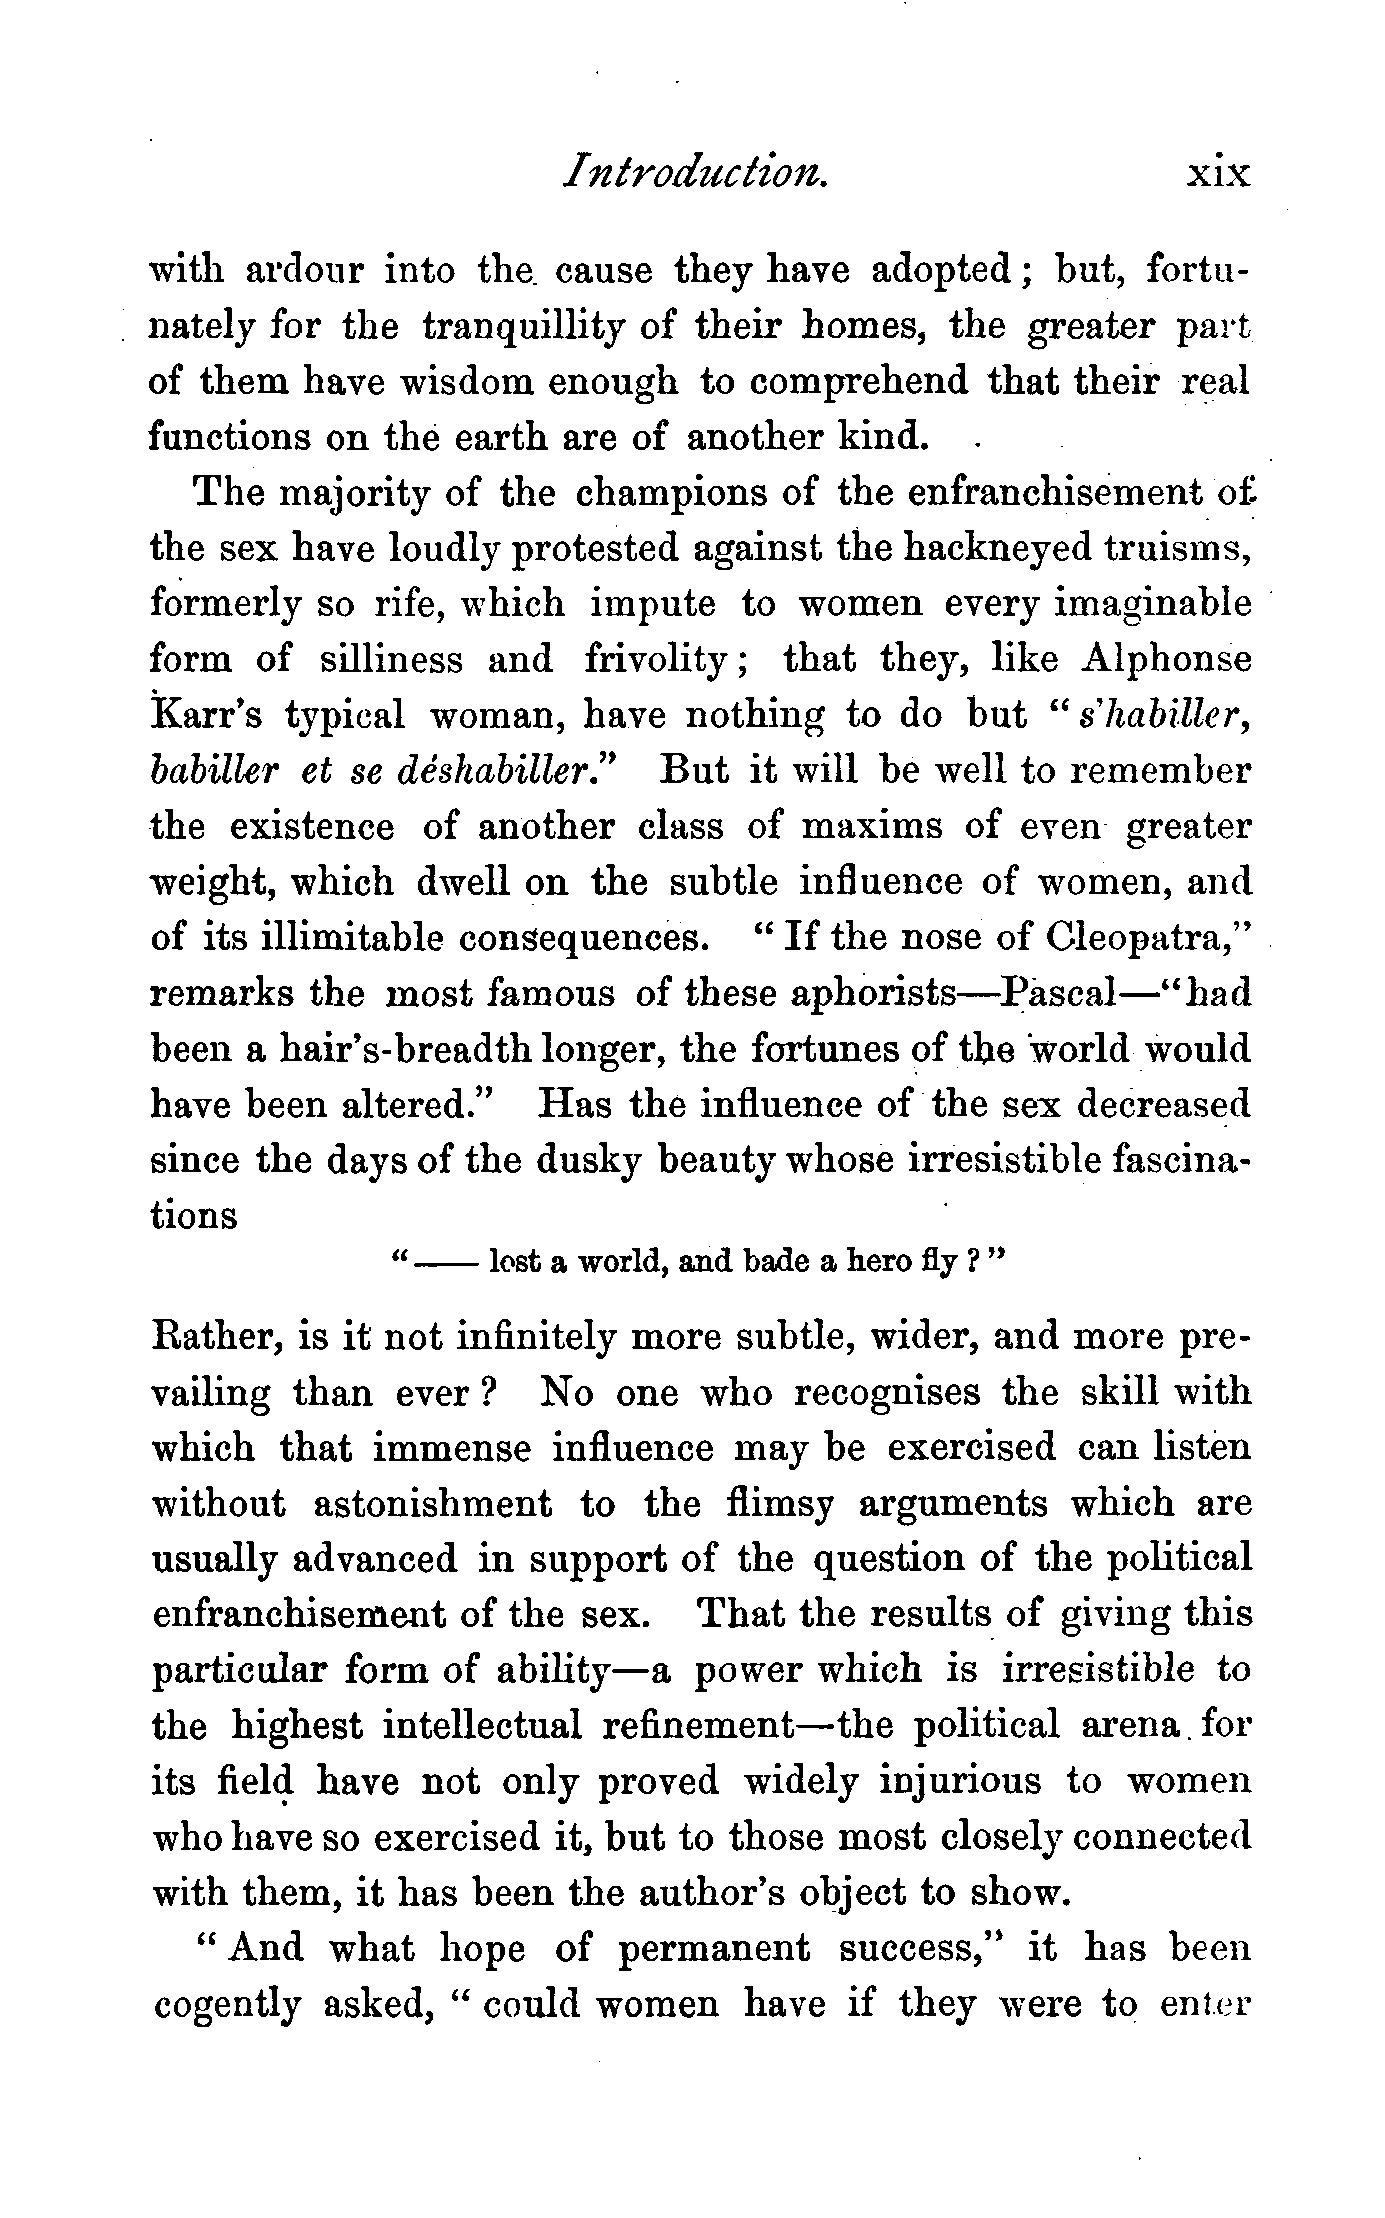 Introduction. xix
with ardour into the cause they have adopted; but, fortu-
nately for the tranquillity of their homes, the greater part
of them have wisdom enough to comprehend that their real
functions on the earth are of another kind.
The majority of the champions of the enfranchisement of
the sex have loudly protested against the hackneyed truisms,
formerly so rife, which impute to women every imaginable
form of silliness and frivolity; that they, like Alphonse
Karr's typical woman, have nothing to do but "s'habiller,
babiller et se déshabiller." But it will be well to remember
the existence of another class of maxims of even greater
weight, which dwell on the subtle influence of women, and
of its illimitable consequences. "If the nose of Cleopatra,"
remarks the most famous of these aphorists—Pascal—"had
been a hair's-breadth longer, the fortunes of the world would
have been altered." Has the influence of the sex decreased
since the days of the dusky beauty whose irresistible fascina-
tions
"—— lost a world, and bade a hero fly?"
Rather, is it not infinitely more subtle, wider, and more pre-
vailing than ever? No one who recognises the skill with
which that immense influence may be exercised can listen
without astonishment to the flimsy arguments which are
usually advanced in support of the question of the political
enfranchisement of the sex. That the results of giving this
particular form of ability—a power which is irresistible to
the highest intellectual refinement—the political arena for
its field have not only proved widely injurious to women
who have so exercised it, but to those most closely connected
with them, it has been the author's object to show.
"And what hope of permanent success," it has been
cogently asked, "could women have if they were to enter